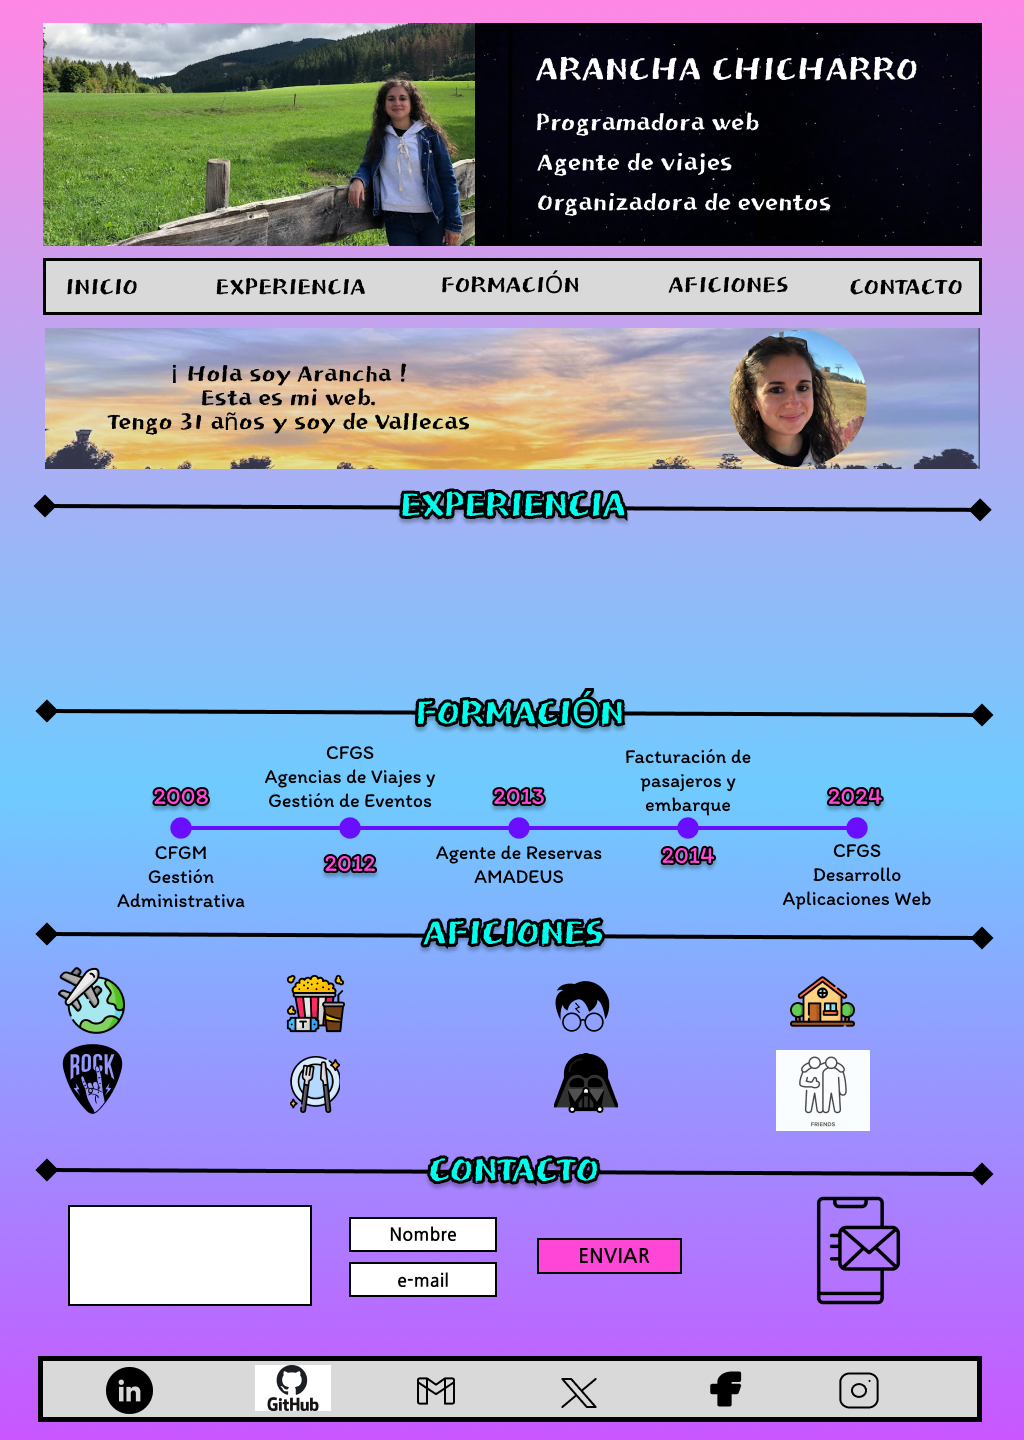 ARANCHA CHICHARRO
Programadora web
Agente de viajes
Organizadora de eventos
INICIO
EXPERIENCIA
FORMACIÓN
AFICIONES
CONTACTO
¡ Hola soy Arancha !
Esta es mi web.
Tengo 31 años y soy de Vallecas
EXPERIENCIA
FORMACIÓN
2008
CFGM
Gestión
Administrativa
CFGS
Agencias de Viajes y
Gestión de Eventos
2012
2013
Agente de Reservas
AMADEUS
Facturación de
pasajeros y
embarque
2014
2024
CFGS
Desarrollo
Aplicaciones Web
AFICIONES
T
ROCK
FRIENDS
CONTACTO
Nombre
e-mail
ENVIAR
in
GitHub